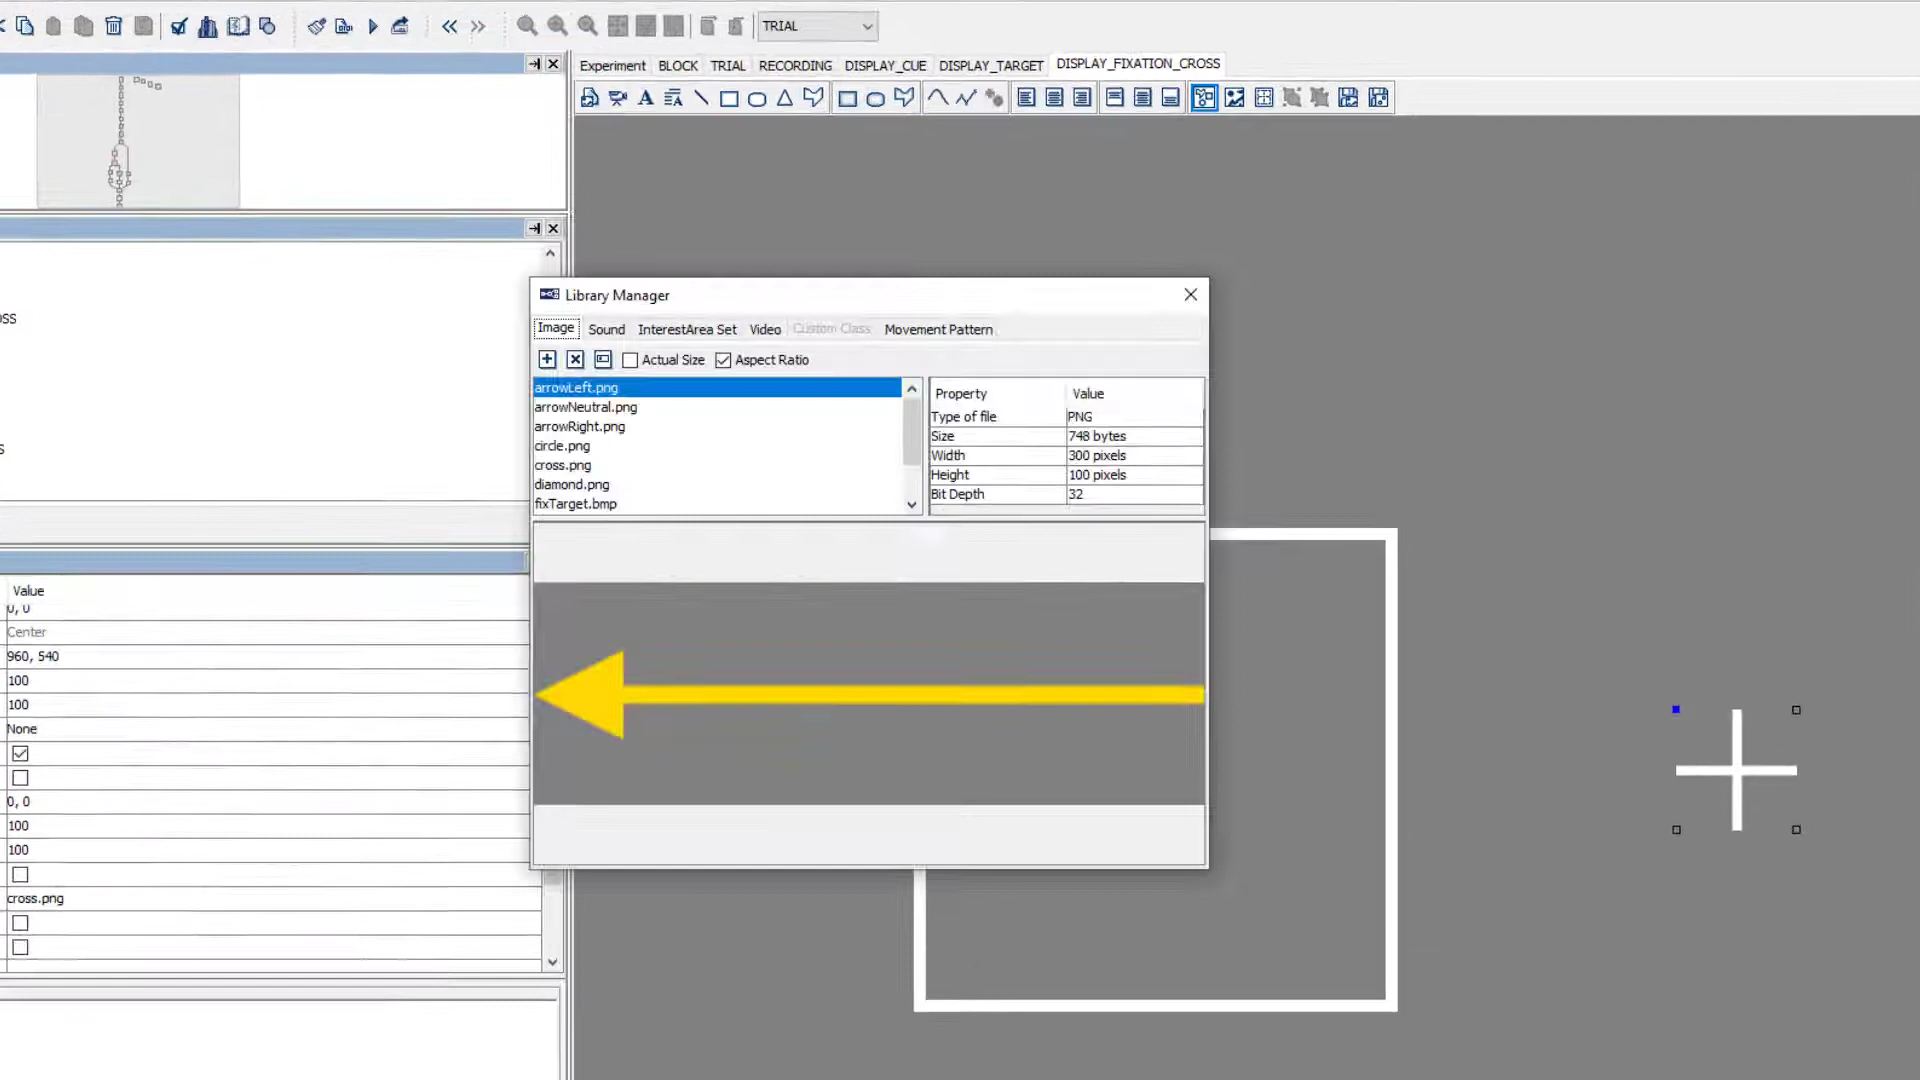 TRIAL
Experiment BLOCK TRIAL RECORDING DISPLAY_CUE DISPLAY_TARGET DISPLAY_FIXATION_CROSS
Library Manager
Image Sound InterestArea Set Video Custom Class Movement Pattern
Actual Size Aspect Ratio
arrowLeft.png
arrowNeutral.png
arrowRight.png
circle.png
cross.png
diamond.png
fixTarget.bmp
Property Value
Type of file PNG
Size 748 bytes
Width 300 pixels
Height 100 pixels
Bit Depth 32
Value
0, 0
Center
960, 540
100
100
None
0, 0
100
100
cross.png